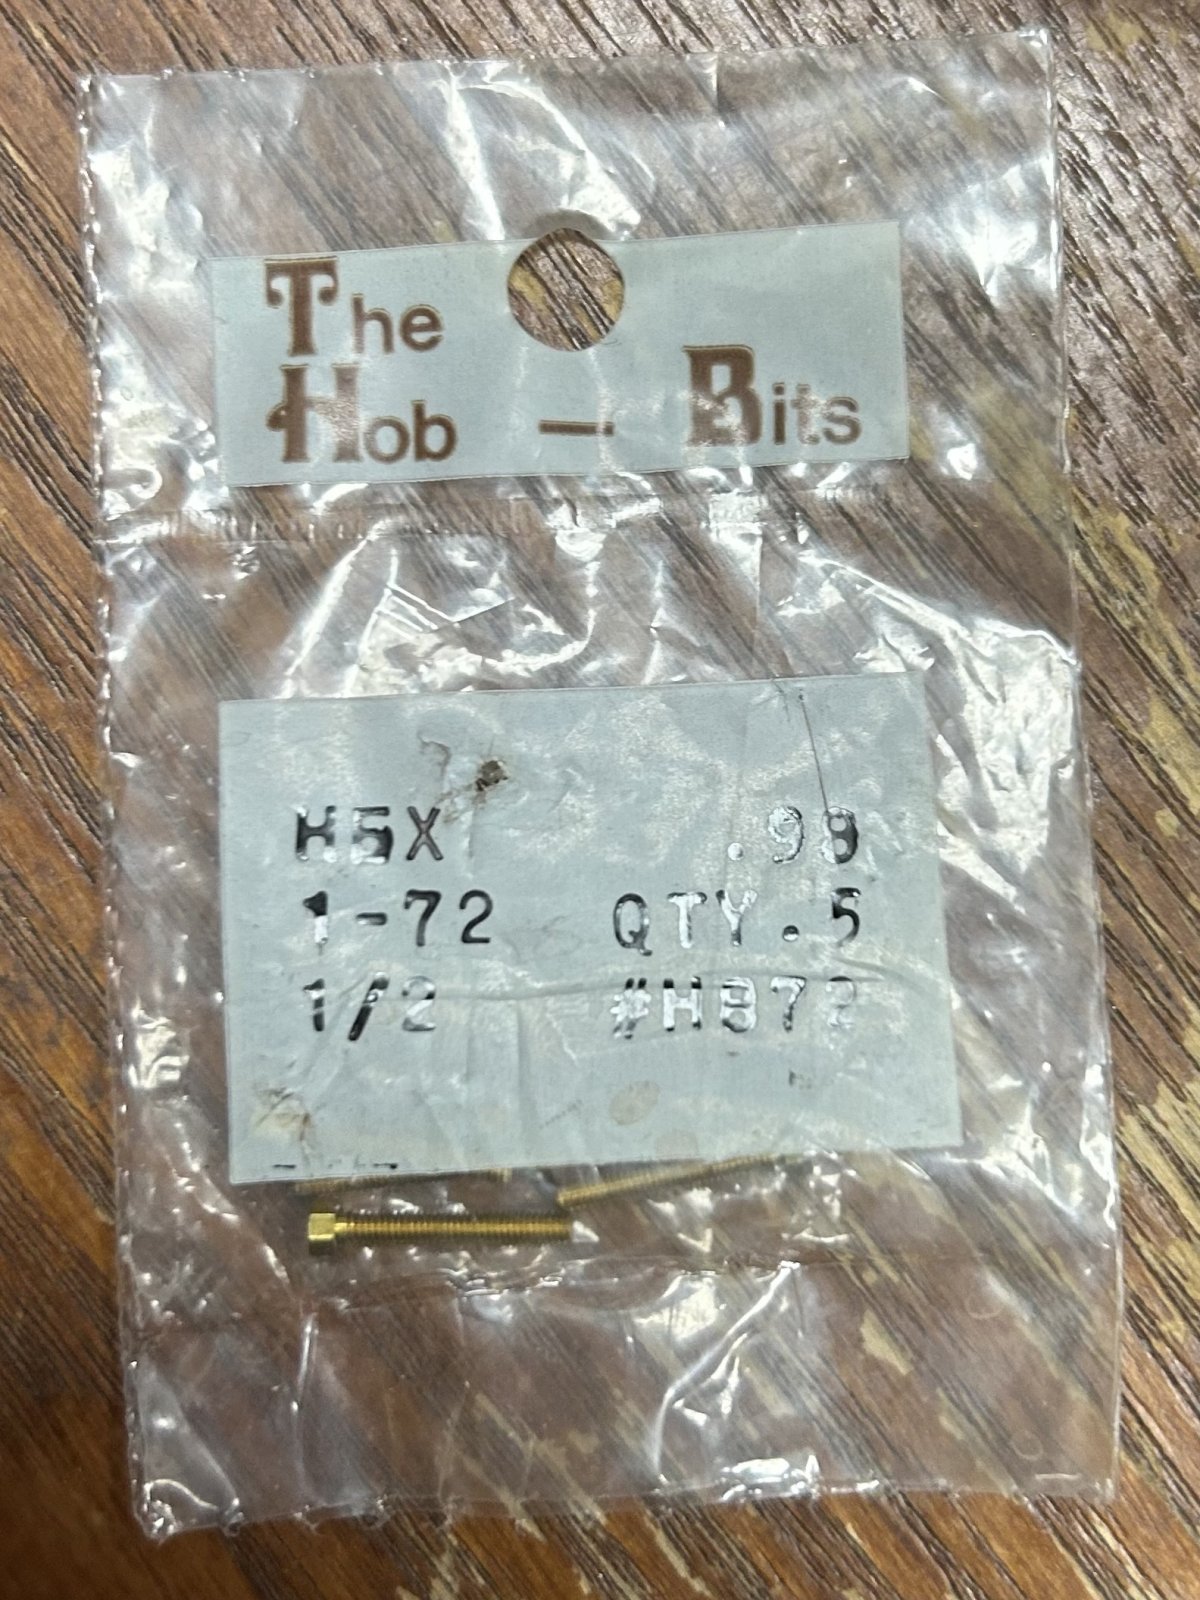 The
Hob — Bits
HEX .98
1-72 QTY.5
1/2 #H872